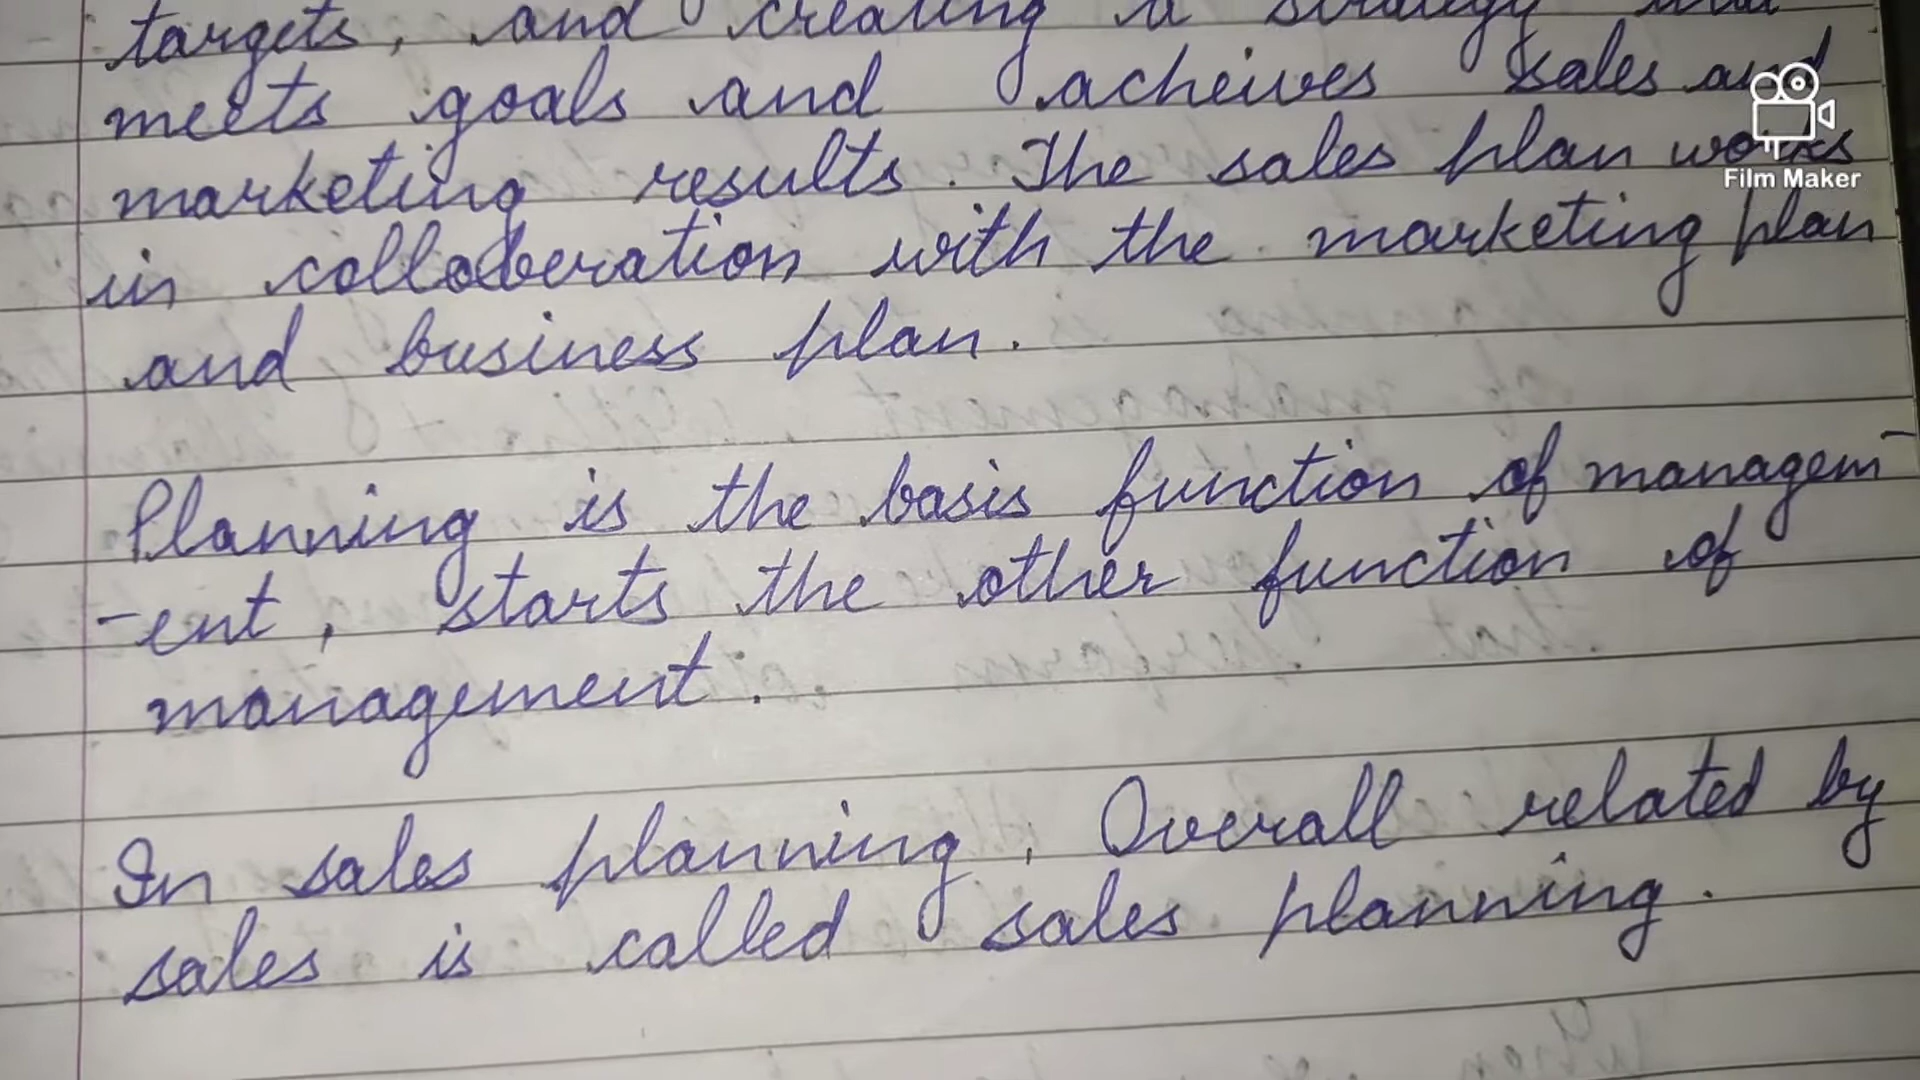 targets, and creating a strategy that
meets goals and acheives sales and
marketing results. The sales plan works
Film Maker
in colloberation with the marketing plan
and business plan.
Planning is the basis function of managem-
-ent, starts the other function of
management.
In sales planning, Overall related by
sales is called sales planning.